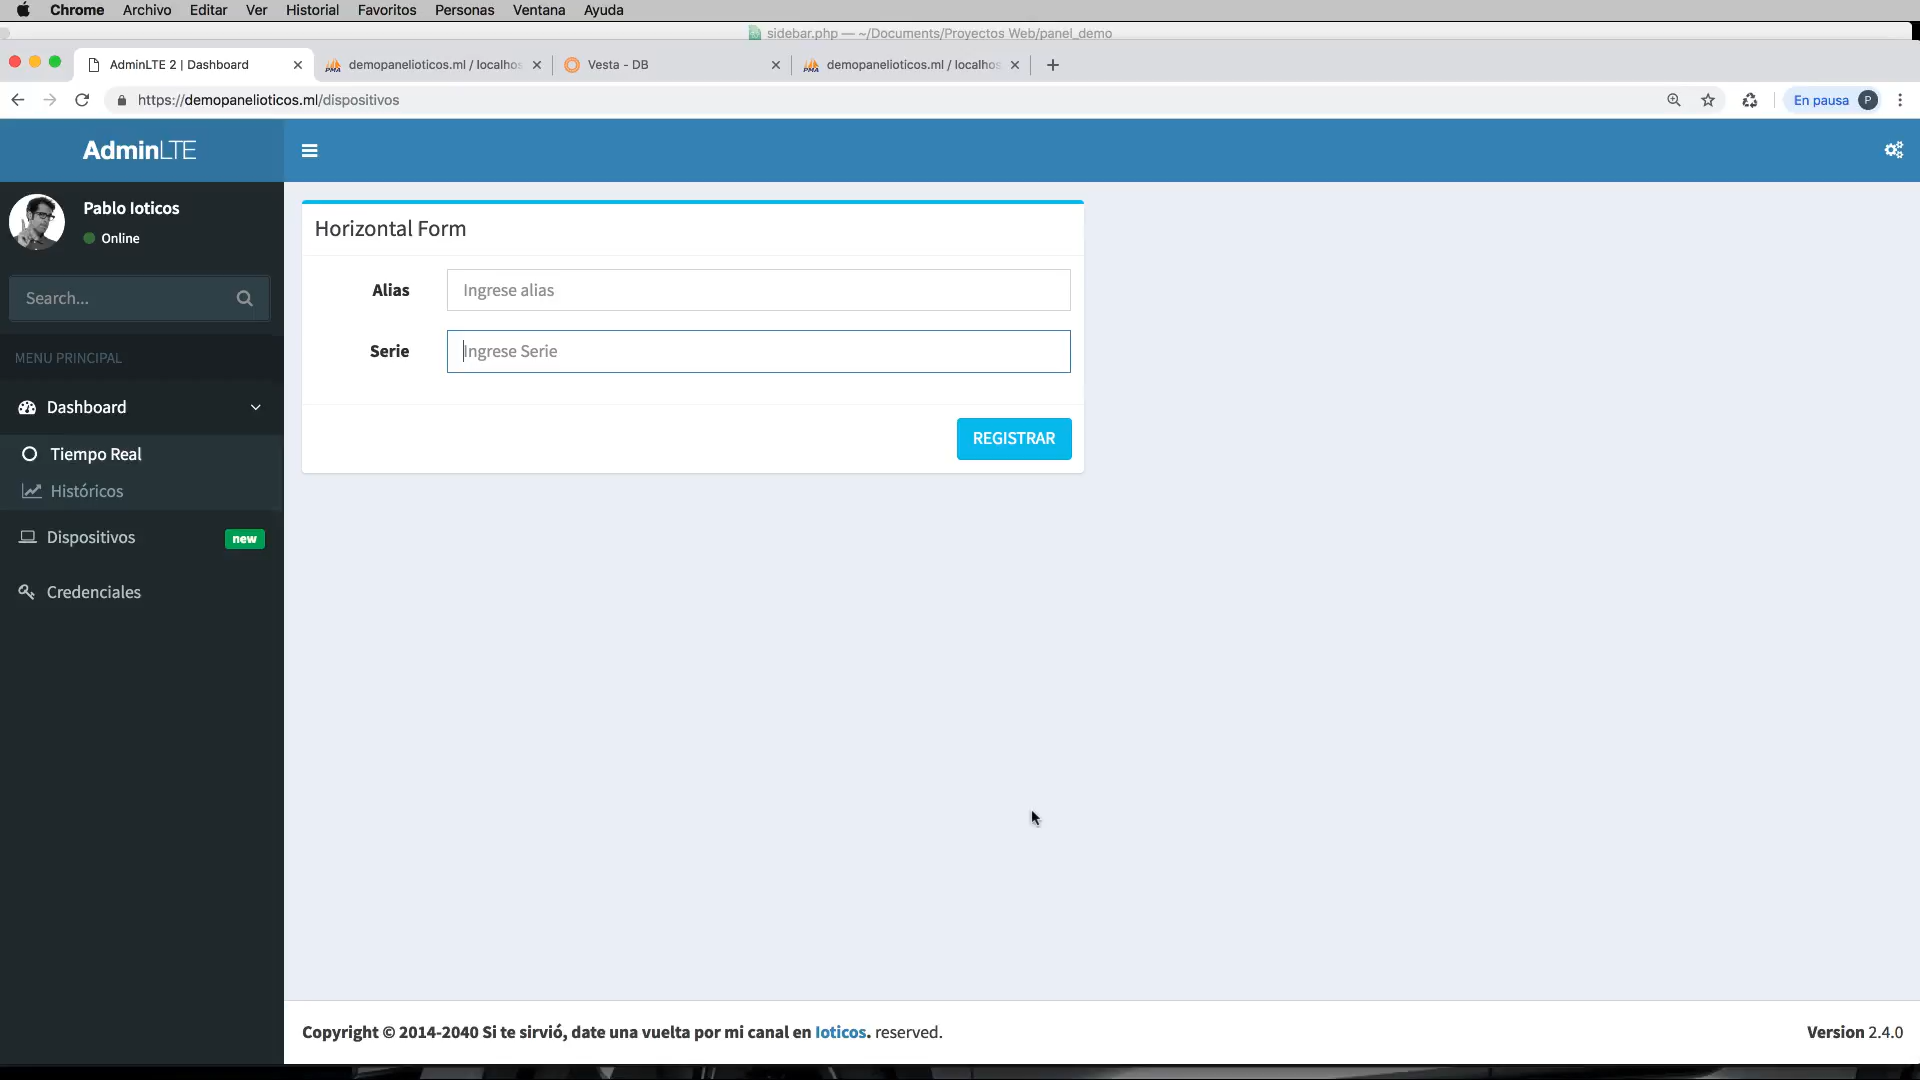 Chrome Archivo Editar Ver Historial Favoritos Personas Ventana Ayuda
sidebar.php — ~/Documents/Proyectos Web/panel_demo
AdminLTE 2 | Dashboard
demopanelioticos.ml / localhos
Vesta - DB
demopanelioticos.ml / localhos
https://demopanelioticos.ml/dispositivos
En pausa P
AdminLTE
Pablo Ioticos
Online
Search...
MENU PRINCIPAL
Dashboard
Tiempo Real
Históricos
Dispositivos new
Credenciales
Horizontal Form
Alias Ingrese alias
Serie Ingrese Serie
REGISTRAR
Copyright © 2014-2040 Si te sirvió, date una vuelta por mi canal en Ioticos. reserved.
Version 2.4.0